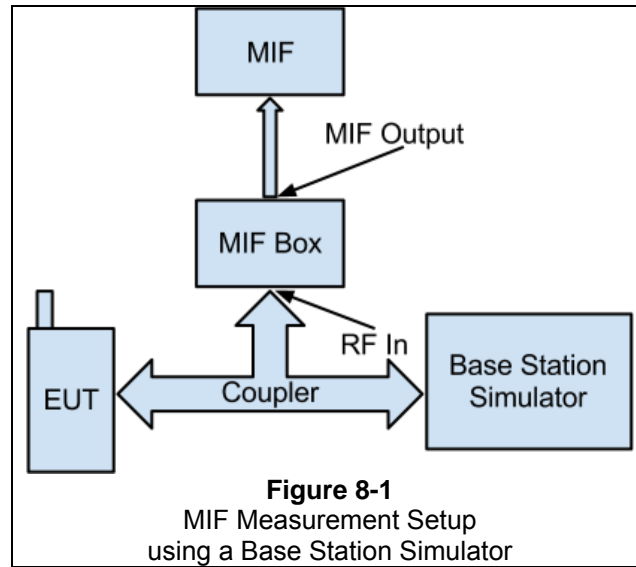 MIF
MIF Output
MIF Box
RF In
EUT
Coupler
Base Station
Simulator
Figure 8-1
MIF Measurement Setup
using a Base Station Simulator